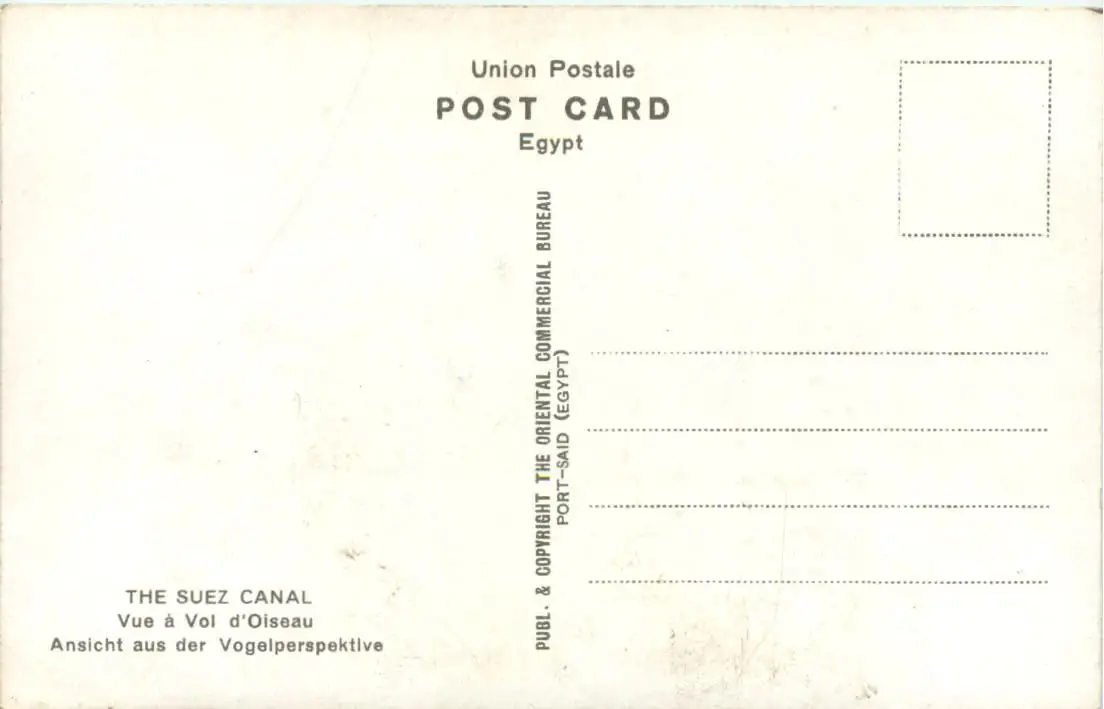 Union Postale
POST CARD
Egypt
PUBL. & COPYRIGHT THE ORIENTAL COMMERCIAL BUREAU
PORT-SAID (EGYPT)
THE SUEZ CANAL
Vue à Vol d'Oiseau
Ansicht aus der Vogelperspektive